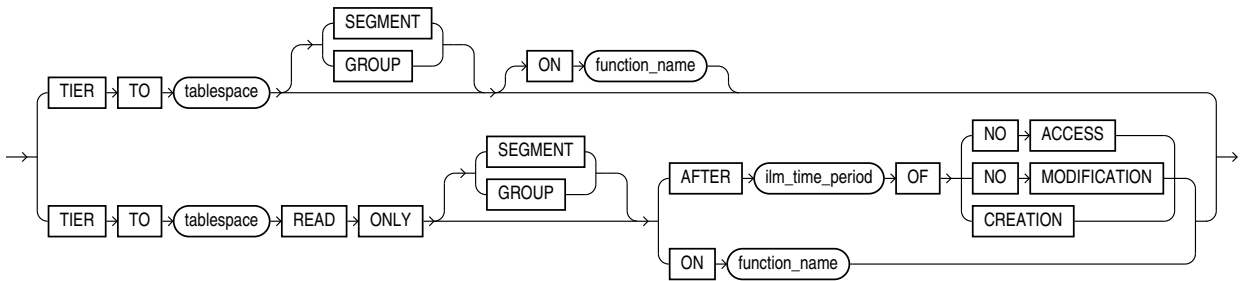 SEGMENT
GROUP
ON function_name
TIER TO tablespace
SEGMENT
GROUP
NO ACCESS
AFTER ilm_time_period OF NO MODIFICATION
CREATION
TIER TO tablespace READ ONLY
ON function_name